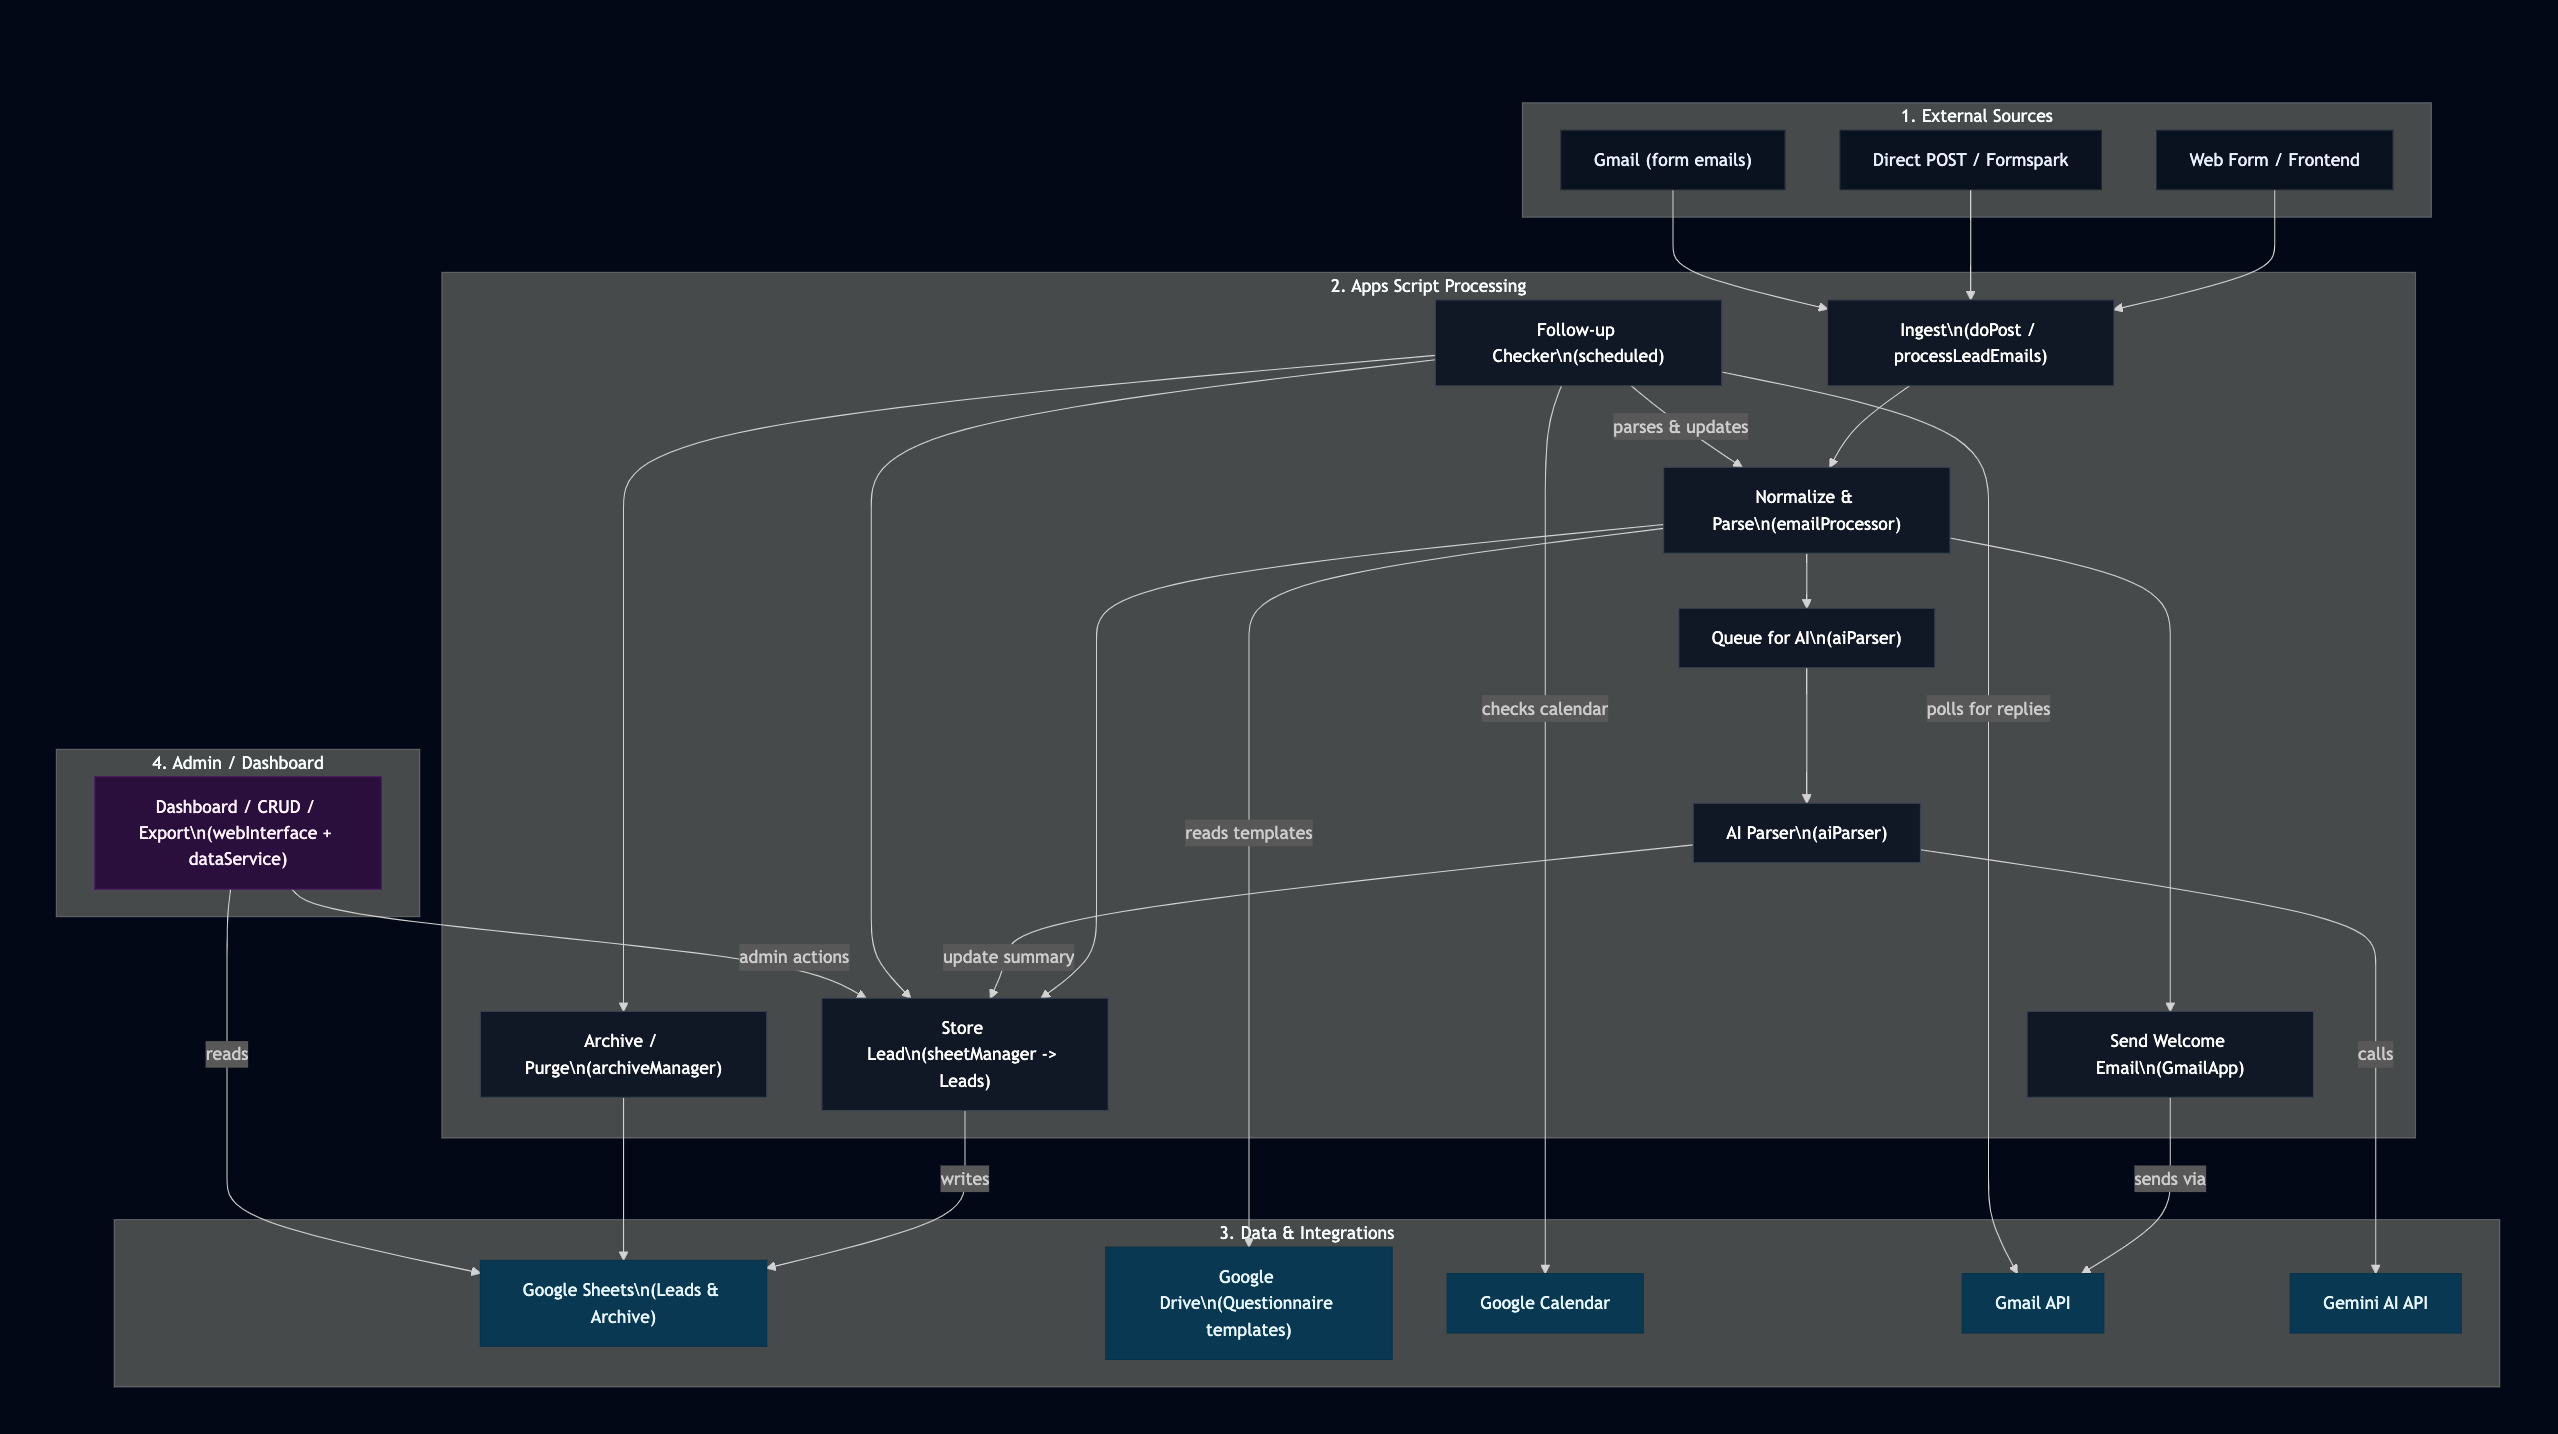 1. External Sources
Gmail (form emails)
Direct POST / Formspark
Web Form / Frontend
2. Apps Script Processing
Follow-up
Checker\n(scheduled)
Ingest\n(doPost /
processLeadEmails)
parses & updates
Normalize &
Parse\n(emailProcessor)
Queue for AI\n(aiParser)
checks calendar
polls for replies
4. Admin / Dashboard
Dashboard / CRUD /
Export\n(webInterface +
dataService)
reads templates
AI Parser\n(aiParser)
admin actions
update summary
reads
Archive /
Purge\n(archiveManager)
Store
Lead\n(sheetManager ->
Leads)
Send Welcome
Email\n(GmailApp)
calls
writes
sends via
3. Data & Integrations
Google Sheets\n(Leads &
Archive)
Google
Drive\n(Questionnaire
templates)
Google Calendar
Gmail API
Gemini AI API